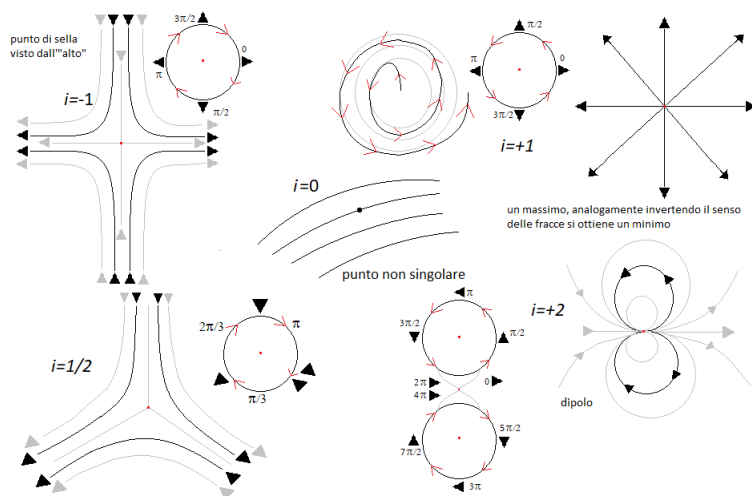 punto di sella
visto dall'"alto"
3π/2
0
π
π/2
i=-1
π/2
π
0
3π/2
i=+1
i=0
un massimo, analogamente invertendo il senso
delle fracce si ottiene un minimo
punto non singolare
2π/3
π
π/3
i=1/2
π
3π/2
π/2
2π
0
4π
5π/2
7π/2
3π
i=+2
dipolo